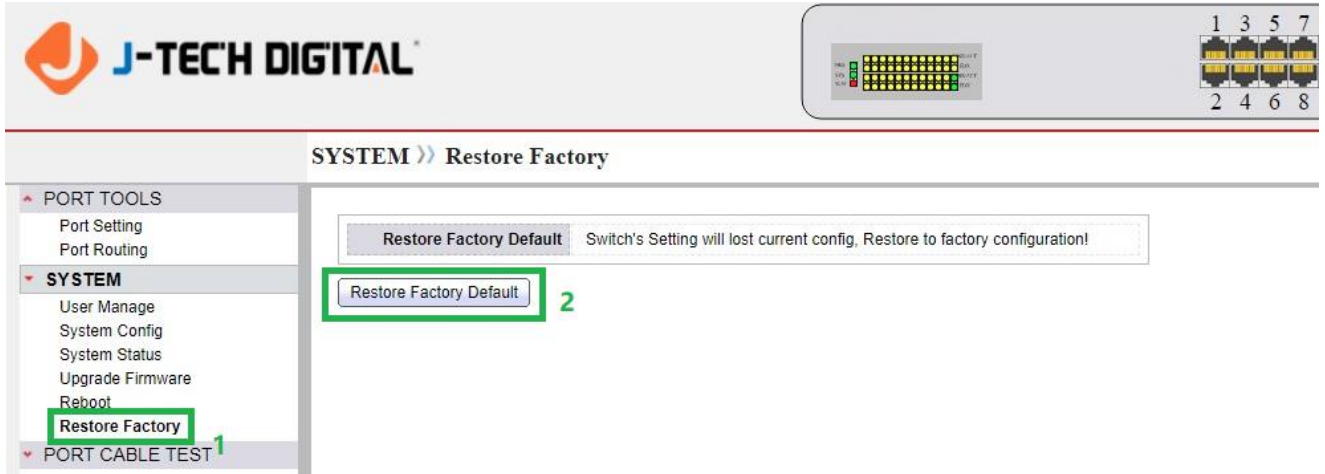 J-TECH DIGITAL
1 3 5 7
2 4 6 8
SYSTEM » Restore Factory
PORT TOOLS
Port Setting
Port Routing
SYSTEM
User Manage
System Config
System Status
Upgrade Firmware
Reboot
Restore Factory
1
PORT CABLE TEST
Restore Factory Default Switch's Setting will lost current config, Restore to factory configuration!
Restore Factory Default
2